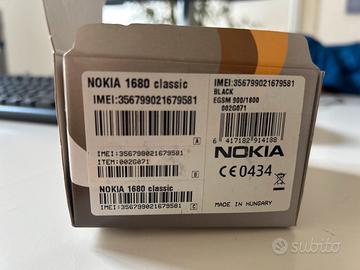 NOKIA 1680 classic
IMEI:356799021679581
A
IMEI:356799021679581
ITEM:002G071
B
NOKIA 1680 classic
IMEI:356799021679581
C
IMEI:356799021679581
BLACK
EGSM 900/1800
002G071
6 417182 914188
NOKIA
CE0434
MADE IN HUNGARY
subito